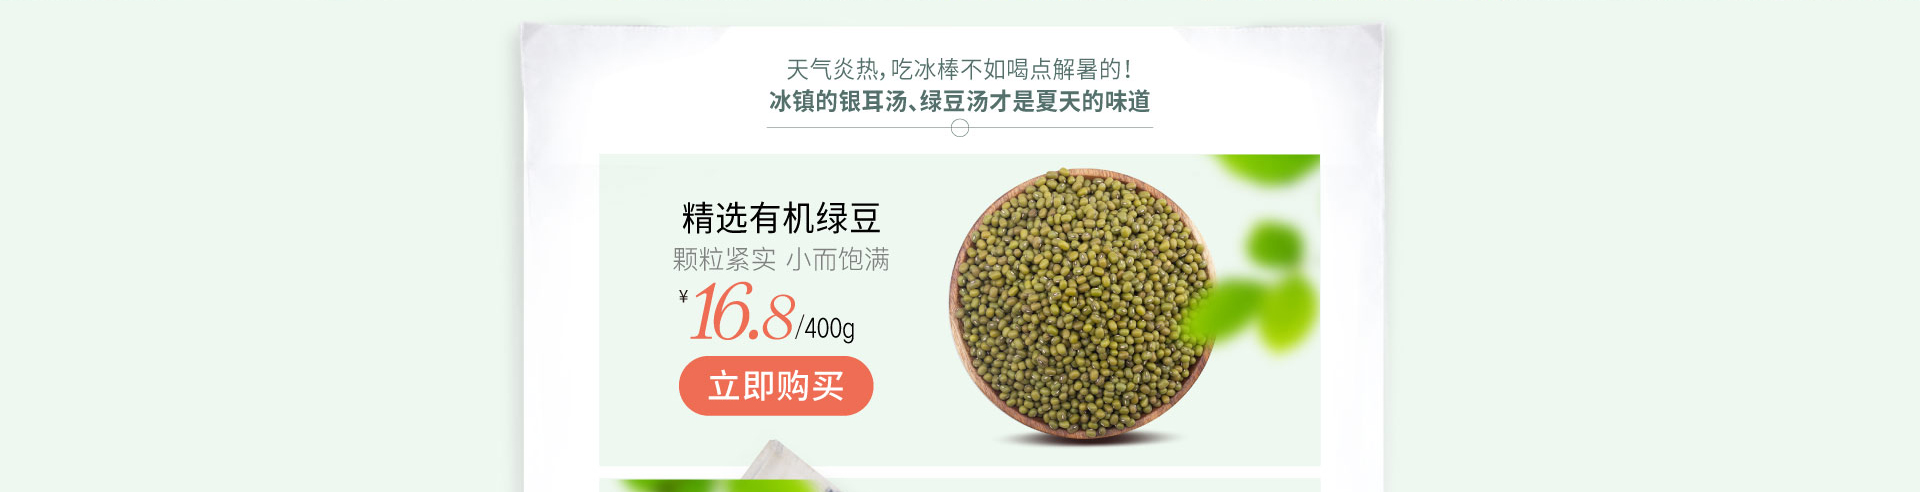 天气炎热,吃冰棒不如喝点解暑的!
冰镇的银耳汤、绿豆汤才是夏天的味道
精选有机绿豆
颗粒紧实 小而饱满
¥16.8/400g
立即购买